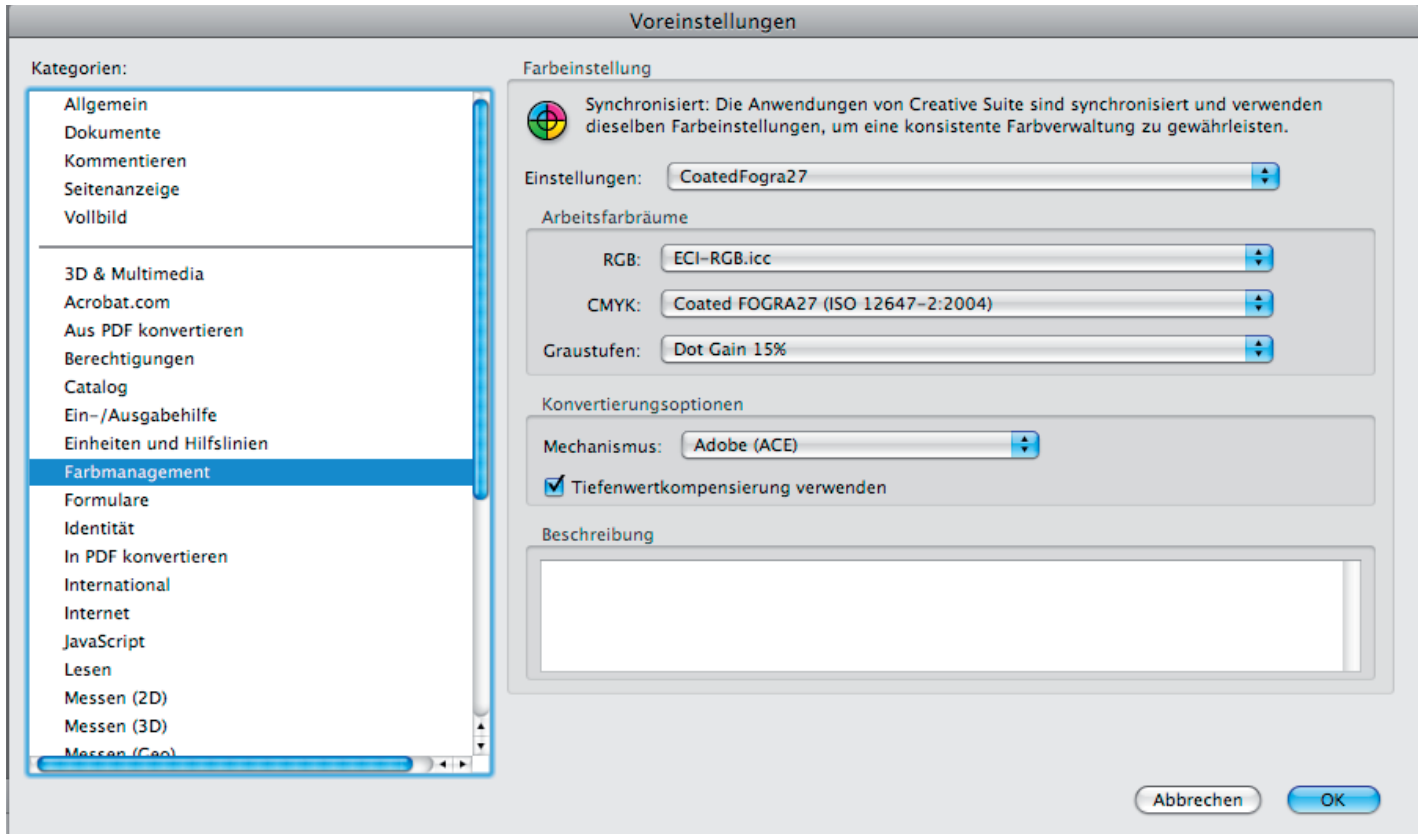 Voreinstellungen
Kategorien:
Allgemein
Dokumente
Kommentieren
Seitenanzeige
Vollbild
3D & Multimedia
Acrobat.com
Aus PDF konvertieren
Berechtigungen
Catalog
Ein-/Ausgabehilfe
Einheiten und Hilfslinien
Farbmanagement
Formulare
Identität
In PDF konvertieren
International
Internet
JavaScript
Lesen
Messen (2D)
Messen (3D)
Messen (Geo)
Farbeinstellung
Synchronisiert: Die Anwendungen von Creative Suite sind synchronisiert und verwenden
dieselben Farbeinstellungen, um eine konsistente Farbverwaltung zu gewährleisten.
Einstellungen: CoatedFogra27
Arbeitsfarbräume
RGB: ECI-RGB.icc
CMYK: Coated FOGRA27 (ISO 12647-2:2004)
Graustufen: Dot Gain 15%
Konvertierungsoptionen
Mechanismus: Adobe (ACE)
Tiefenwertkompensierung verwenden
Beschreibung
Abbrechen OK